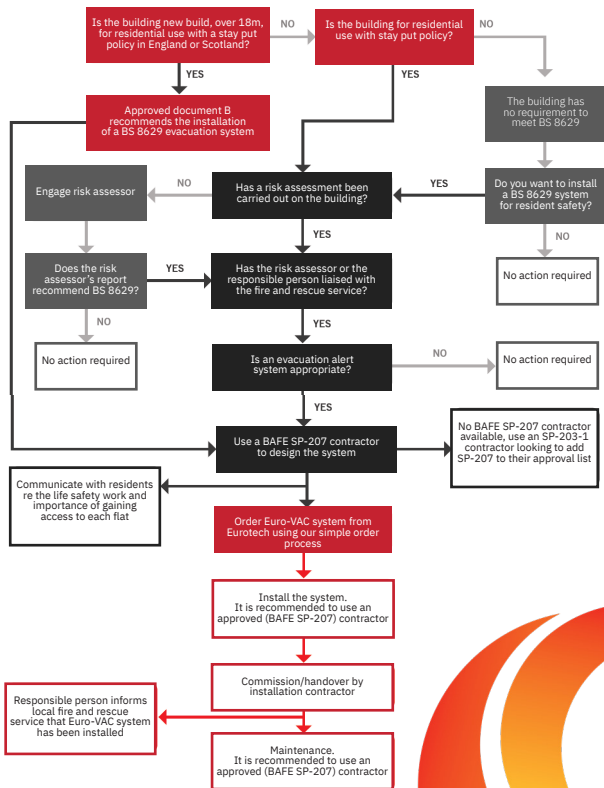 Is the building new build, over 18m,
for residential use with a stay put
policy in England or Scotland?
NO
Is the building for residential
use with stay put policy?
NO
YES
YES
Approved document B
recommends the installation
of a BS 8629 evacuation system
The building has
no requirement to
meet BS 8629
Engage risk assessor
NO
Has a risk assessment been
carried out on the building?
YES
Do you want to install
a BS 8629 system
for resident safety?
YES
NO
Does the risk
assessor's report
recommend BS 8629?
YES
Has the risk assessor or the
responsible person liaised with
the fire and rescue service?
No action required
NO
YES
No action required
Is an evacuation alert
system appropriate?
NO
No action required
YES
Use a BAFE SP-207 contractor
to design the system
No BAFE SP-207 contractor
available, use an SP-203-1
contractor looking to add
SP-207 to their approval list
Communicate with residents
re the life safety work and
importance of gaining
access to each flat
Order Euro-VAC system from
Eurotech using our simple order
process
Install the system.
It is recommended to use an
approved (BAFE SP-207) contractor
Commission/handover by
installation contractor
Responsible person informs
local fire and rescue
service that Euro-VAC system
has been installed
Maintenance.
It is recommended to use an
approved (BAFE SP-207) contractor